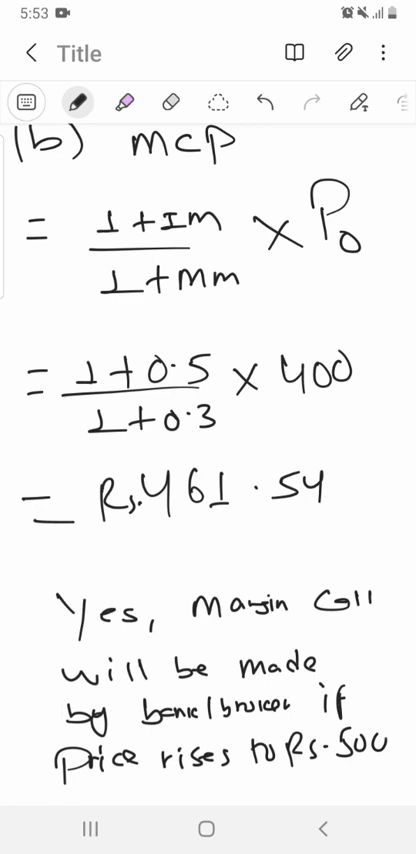 5:53
Title
(b) MCP
= 1+IM / 1+MM × P₀
= 1+0.5 / 1+0.3 × 400
= Rs.461.54
Yes, Margin Call
will be made
by bank/broker if
price rises to Rs.500